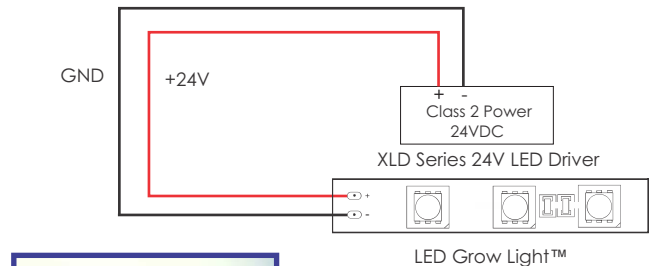 GND
+24V
+ -
Class 2 Power
24VDC
XLD Series 24V LED Driver
+
-
LED Grow Light™